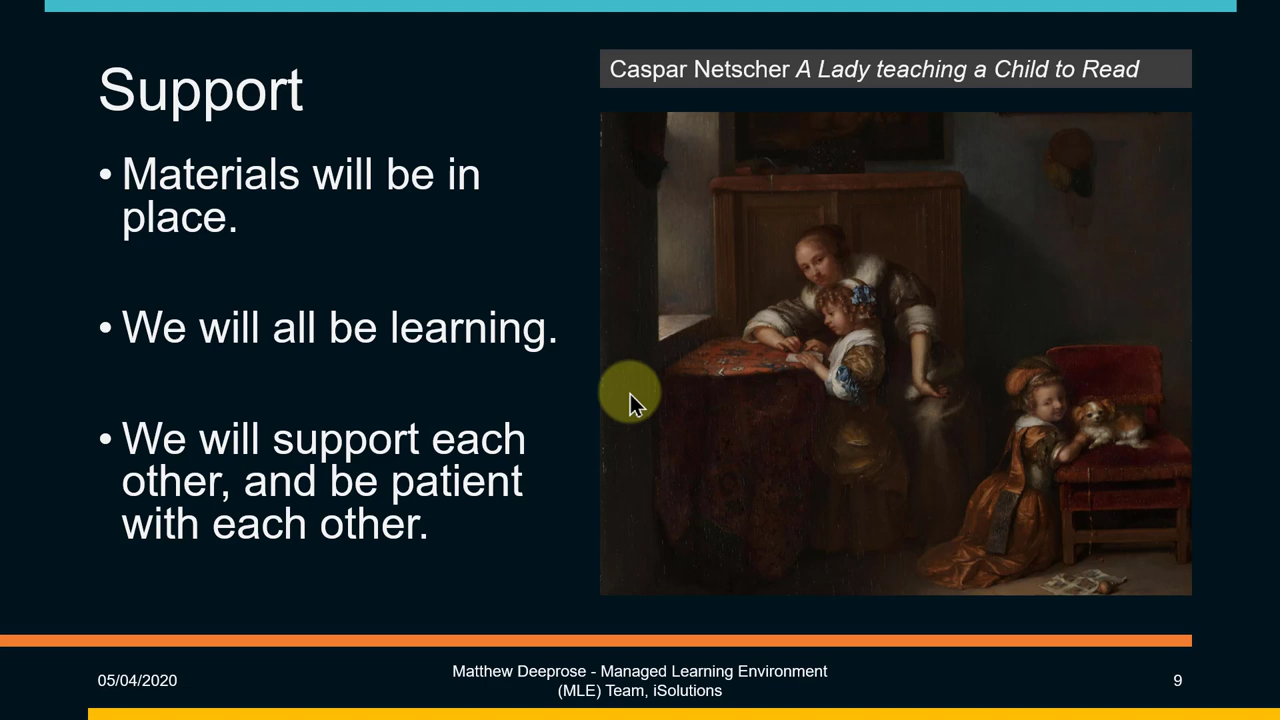 Support
• Materials will be in
place.
• We will all be learning.
• We will support each
other, and be patient
with each other.
Caspar Netscher A Lady teaching a Child to Read
05/04/2020
Matthew Deeprose - Managed Learning Environment
(MLE) Team, iSolutions
9